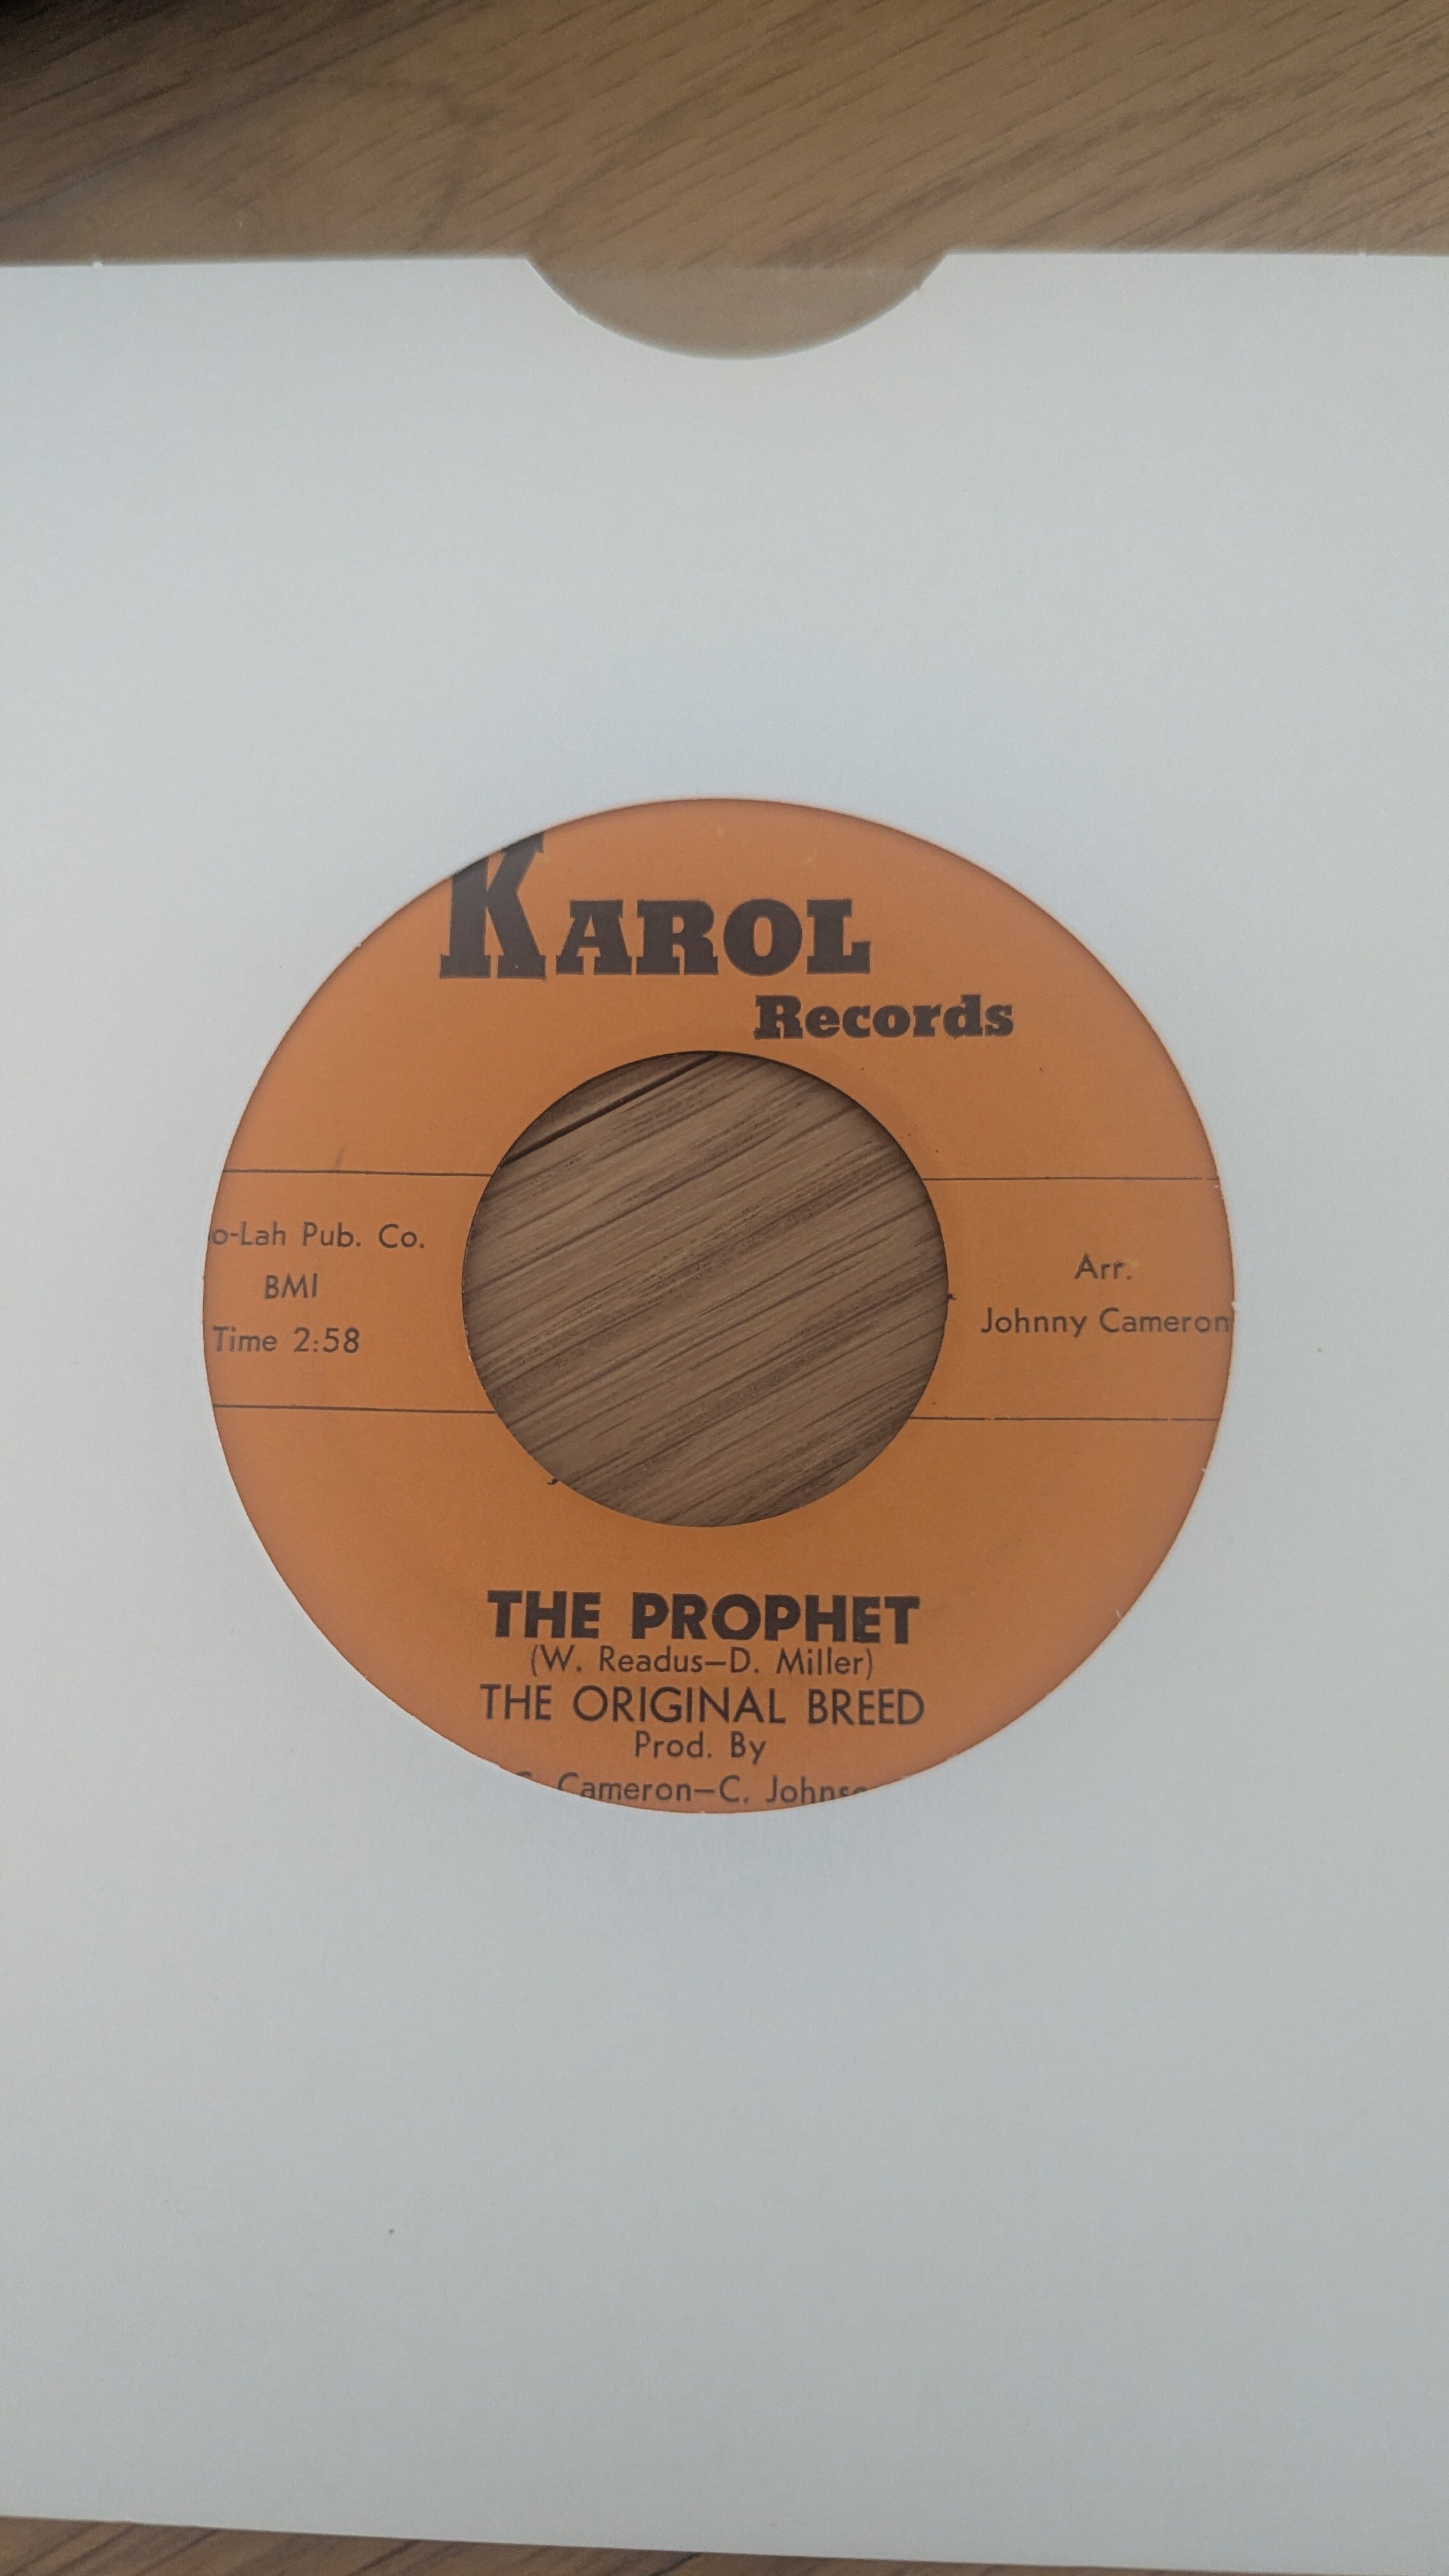 KAROL
Records
o-Lah Pub. Co.
BMI
Time 2:58
Arr.
Johnny Cameron
THE PROPHET
(W. Readus—D. Miller)
THE ORIGINAL BREED
Prod. By
Cameron—C. Johnso